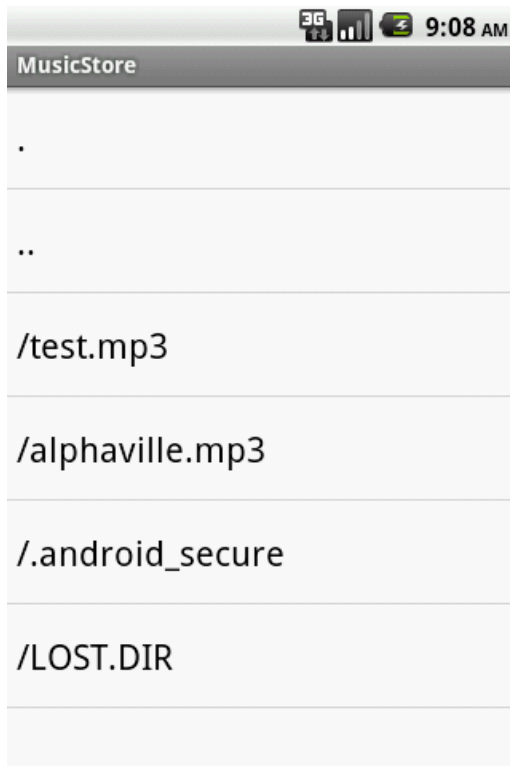 3G 9:08 AM
MusicStore
.
..
/test.mp3
/alphaville.mp3
/.android_secure
/LOST.DIR